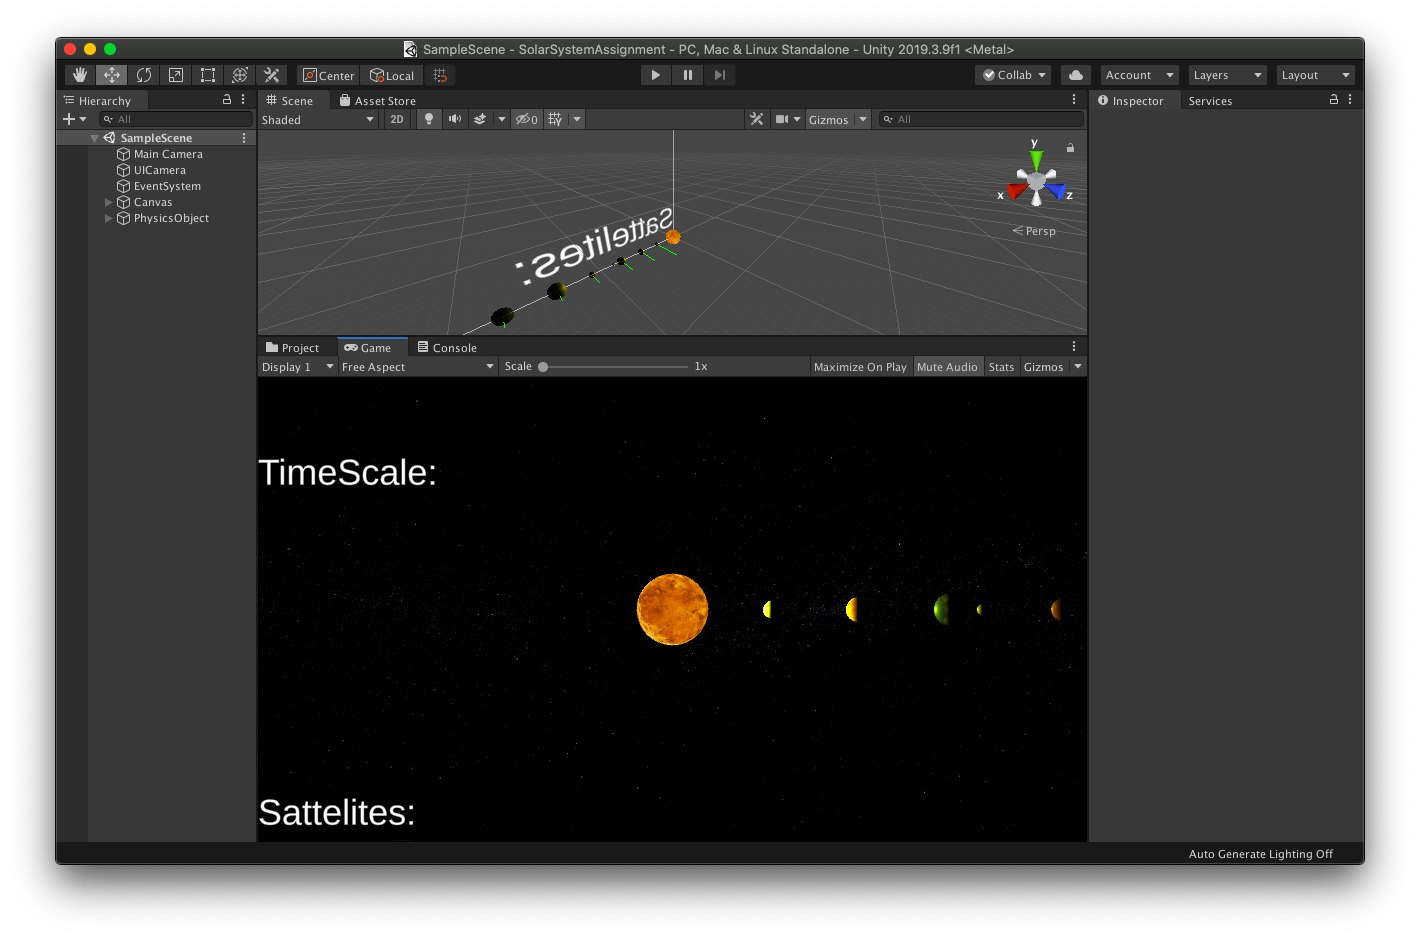 SampleScene - SolarSystemAssignment - PC, Mac & Linux Standalone - Unity 2019.3.9f1 <Metal>
Center Local Collab Account Layers Layout
Hierarchy
All
SampleScene
Main Camera
UICamera
EventSystem
Canvas
PhysicsObject
Scene Asset Store
Shaded 2D 0 Gizmos All
y
x z
Persp
Sattelites:
Project Game Console
Display 1 Free Aspect Scale 1x Maximize On Play Mute Audio Stats Gizmos
TimeScale:
Sattelites:
Inspector Services
Auto Generate Lighting Off